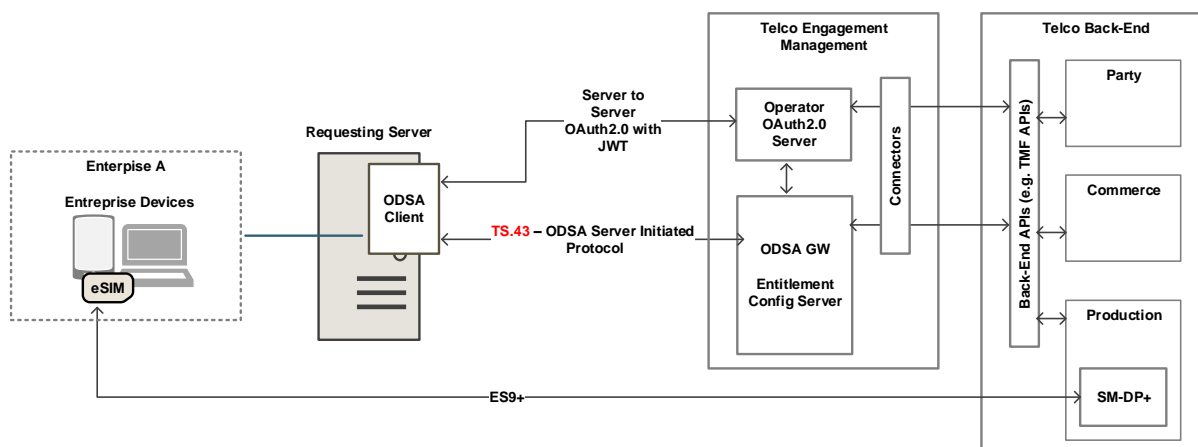 Enterpise A
Entreprise Devices
eSIM
Requesting Server
ODSA
Client
Server to
Server
OAuth2.0 with
JWT
TS.43 – ODSA Server Initiated
Protocol
ES9+
Telco Engagement
Management
Operator
OAuth2.0
Server
ODSA GW
Entitlement
Config Server
Connectors
Telco Back-End
Back-End APIs (e.g. TMF APIs)
Party
Commerce
Production
SM-DP+